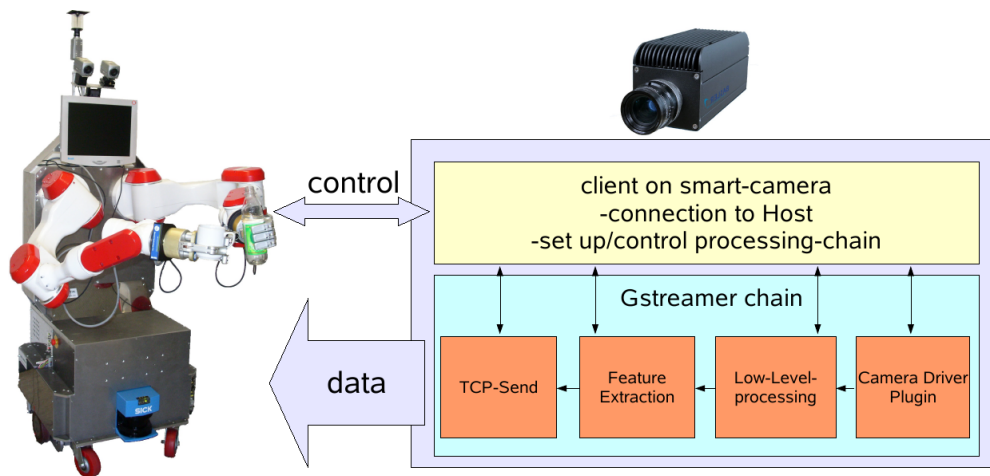 control
client on smart-camera
-connection to Host
-set up/control processing-chain
Gstreamer chain
data
TCP-Send
Feature
Extraction
Low-Level-
processing
Camera Driver
Plugin
SICK